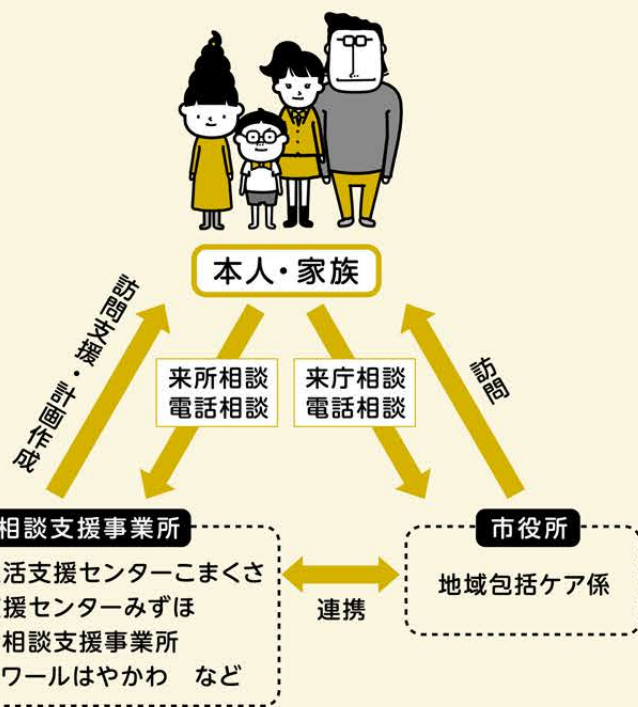 本人・家族
訪問支援・計画作成
来所相談
電話相談
来庁相談
電話相談
訪問
相談支援事業所
活支援センターこまくさ
援センターみずほ
相談支援事業所
ワールはやかわ など
連携
市役所
地域包括ケア係